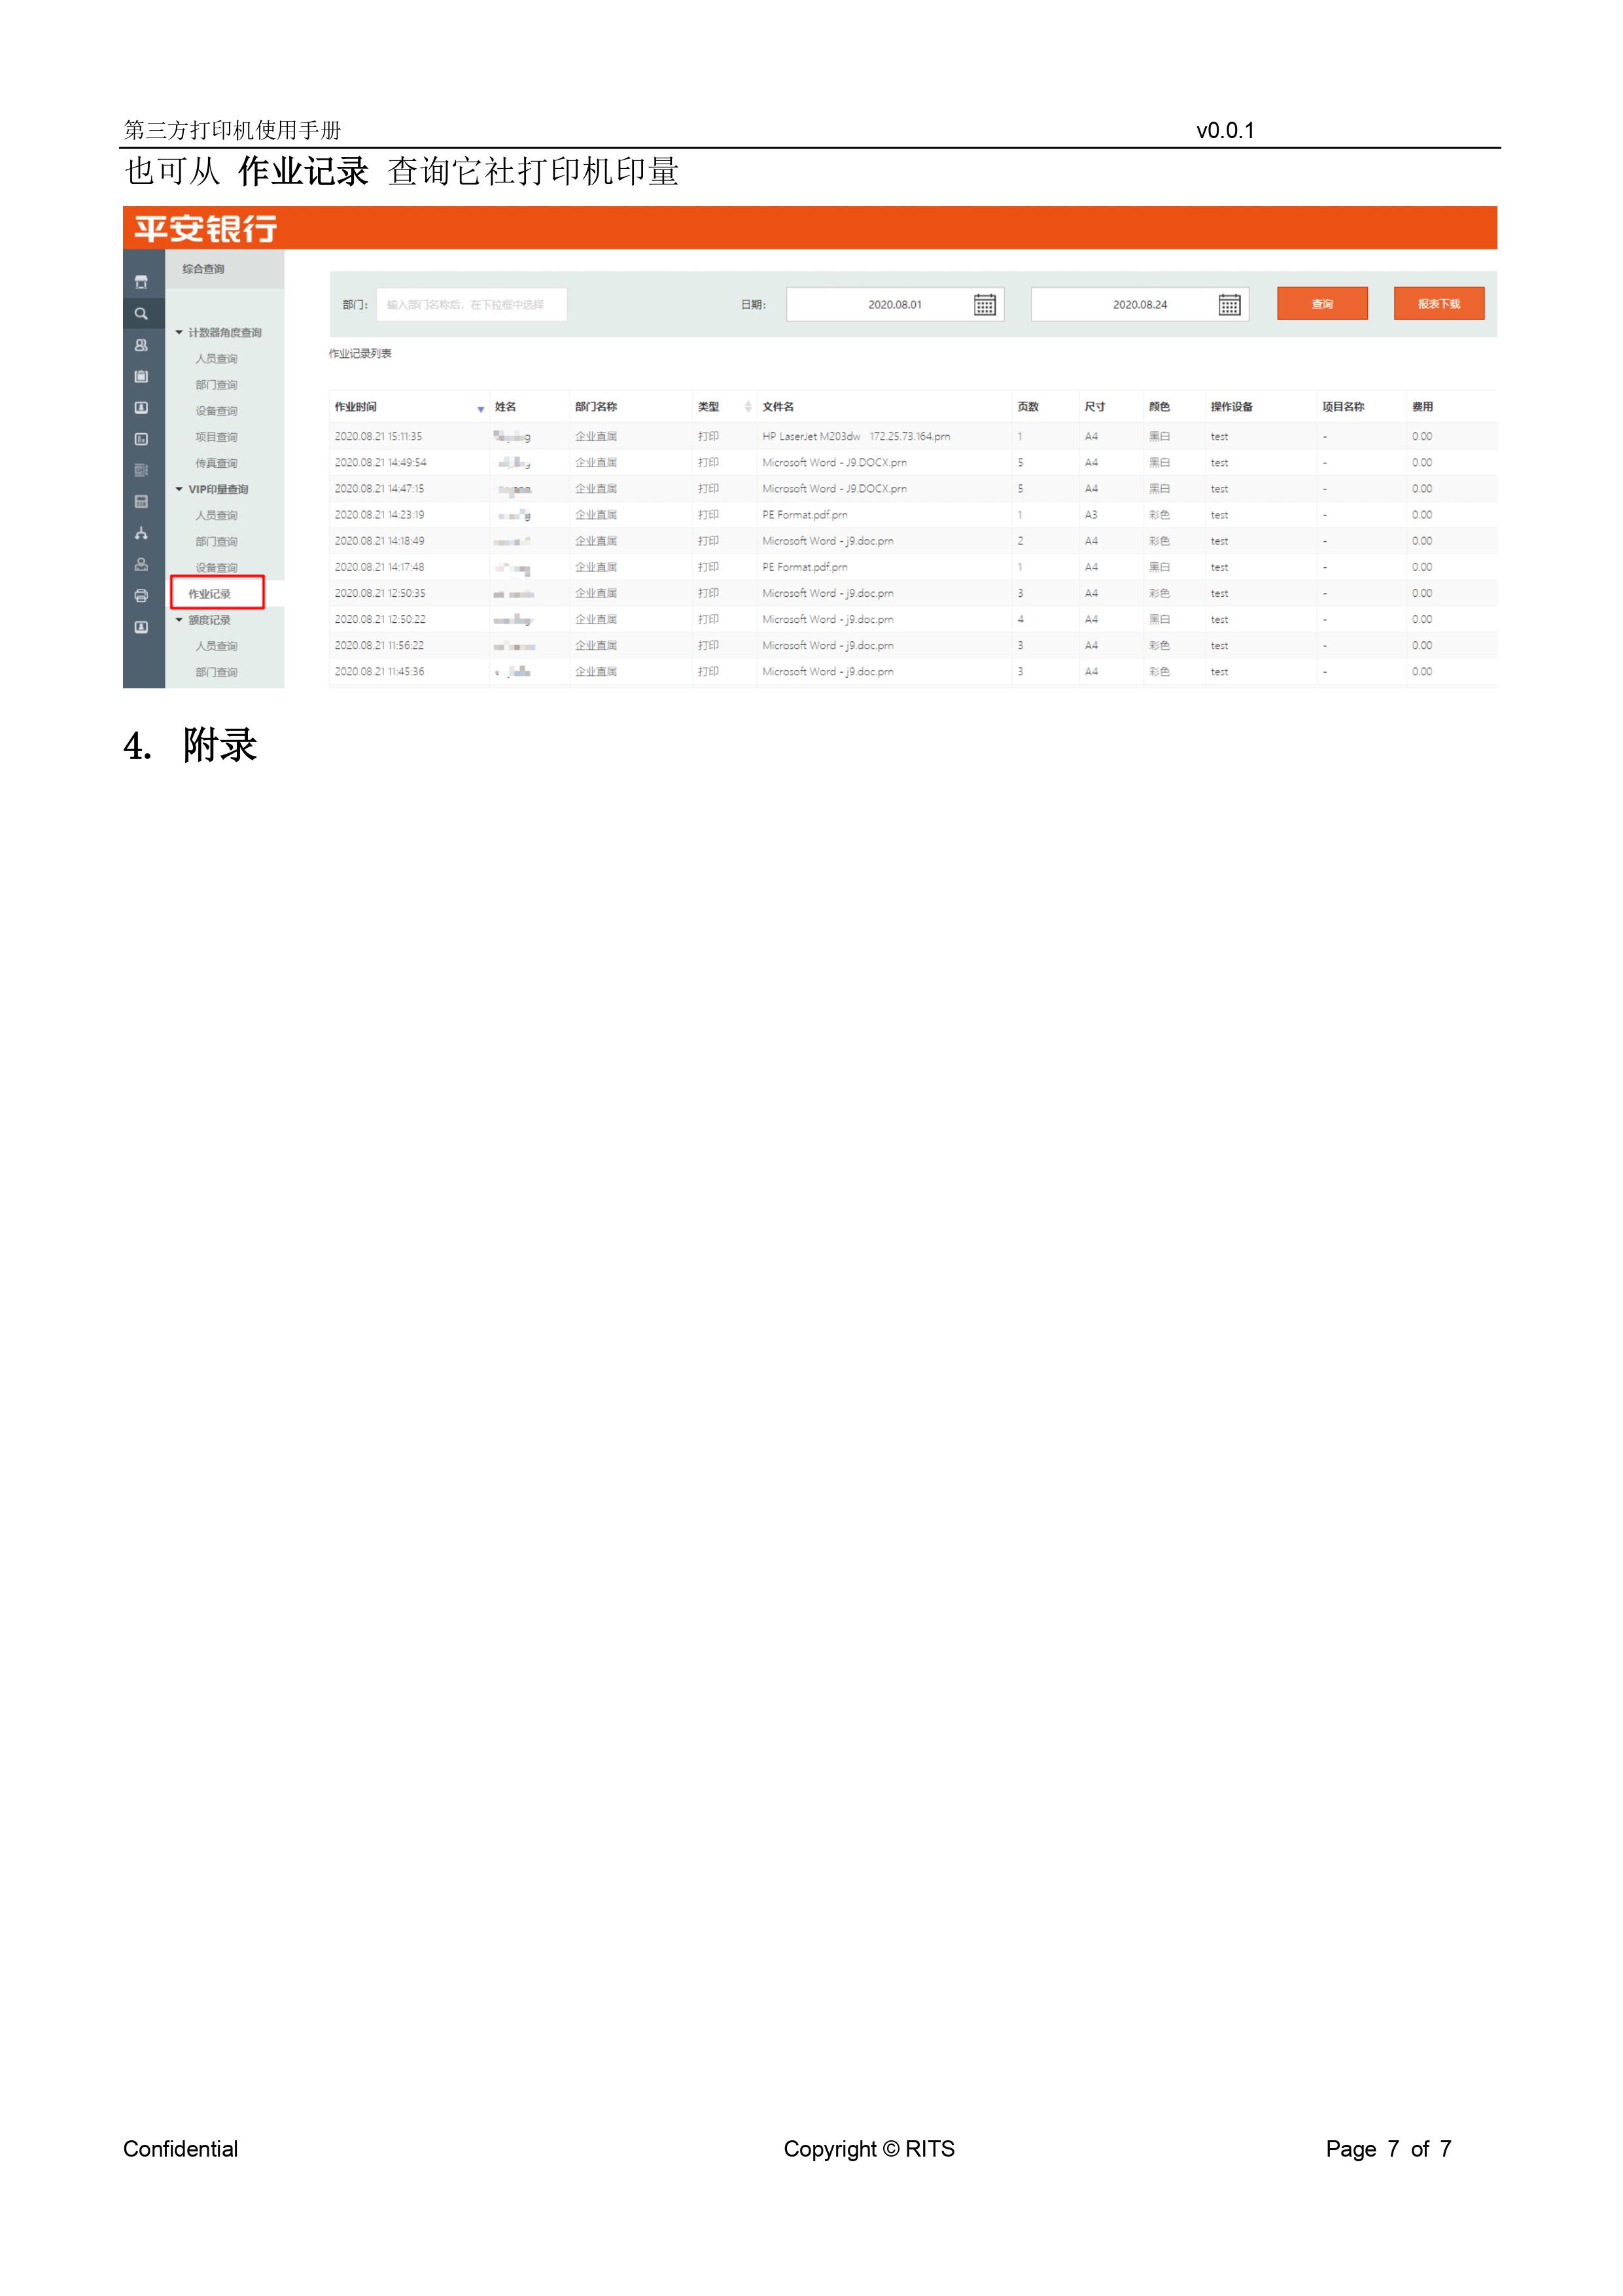 第三方打印机使用手册 v0.0.1
也可从 作业记录 查询它社打印机印量
平安银行
综合查询
计数器角度查询
人员查询
部门查询
设备查询
项目查询
传真查询
VIP印量查询
人员查询
部门查询
设备查询
作业记录
额度记录
人员查询
部门查询
部门: 输入部门名称后，在下拉框中选择 日期: 2020.08.01 2020.08.24 查询 报表下载
作业记录列表
作业时间 姓名 部门名称 类型 文件名 页数 尺寸 颜色 操作设备 项目名称 费用
2020.08.21 15:11:35 企业直属 打印 HP LaserJet M203dw 172.25.73.164.prn 1 A4 黑白 test - 0.00
2020.08.21 14:49:54 企业直属 打印 Microsoft Word - J9.DOCX.prn 5 A4 黑白 test - 0.00
2020.08.21 14:47:15 企业直属 打印 Microsoft Word - J9.DOCX.prn 5 A4 黑白 test - 0.00
2020.08.21 14:23:19 企业直属 打印 PE Format.pdf.prn 1 A3 彩色 test - 0.00
2020.08.21 14:18:49 企业直属 打印 Microsoft Word - j9.doc.prn 2 A4 彩色 test - 0.00
2020.08.21 14:17:48 企业直属 打印 PE Format.pdf.prn 1 A4 黑白 test - 0.00
2020.08.21 12:50:35 企业直属 打印 Microsoft Word - j9.doc.prn 3 A4 彩色 test - 0.00
2020.08.21 12:50:22 企业直属 打印 Microsoft Word - j9.doc.prn 4 A4 黑白 test - 0.00
2020.08.21 11:56:22 企业直属 打印 Microsoft Word - j9.doc.prn 3 A4 彩色 test - 0.00
2020.08.21 11:45:36 企业直属 打印 Microsoft Word - j9.doc.prn 3 A4 彩色 test - 0.00
4. 附录
Confidential Copyright © RITS Page 7 of 7